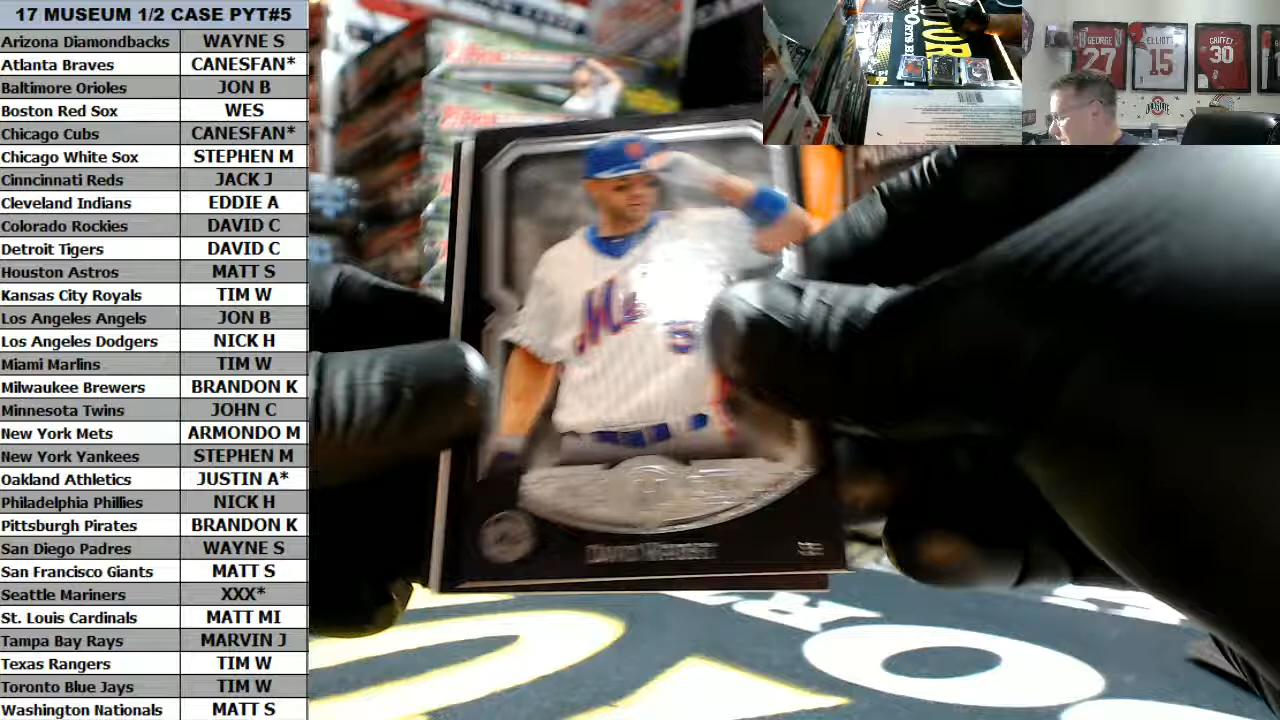 17 MUSEUM 1/2 CASE PYT#5
Arizona Diamondbacks WAYNE S
Atlanta Braves CANESFAN*
Baltimore Orioles JON B
Boston Red Sox WES
Chicago Cubs CANESFAN*
Chicago White Sox STEPHEN M
Cinncinnati Reds JACK J
Cleveland Indians EDDIE A
Colorado Rockies DAVID C
Detroit Tigers DAVID C
Houston Astros MATT S
Kansas City Royals TIM W
Los Angeles Angels JON B
Los Angeles Dodgers NICK H
Miami Marlins TIM W
Milwaukee Brewers BRANDON K
Minnesota Twins JOHN C
New York Mets ARMONDO M
New York Yankees STEPHEN M
Oakland Athletics JUSTIN A*
Philadelphia Phillies NICK H
Pittsburgh Pirates BRANDON K
San Diego Padres WAYNE S
San Francisco Giants MATT S
Seattle Mariners XXX*
St. Louis Cardinals MATT MI
Tampa Bay Rays MARVIN J
Texas Rangers TIM W
Toronto Blue Jays TIM W
Washington Nationals MATT S
GEORGE
27
ELLIOTT
15
GRIFFEY
30
DAVID WRIGHT